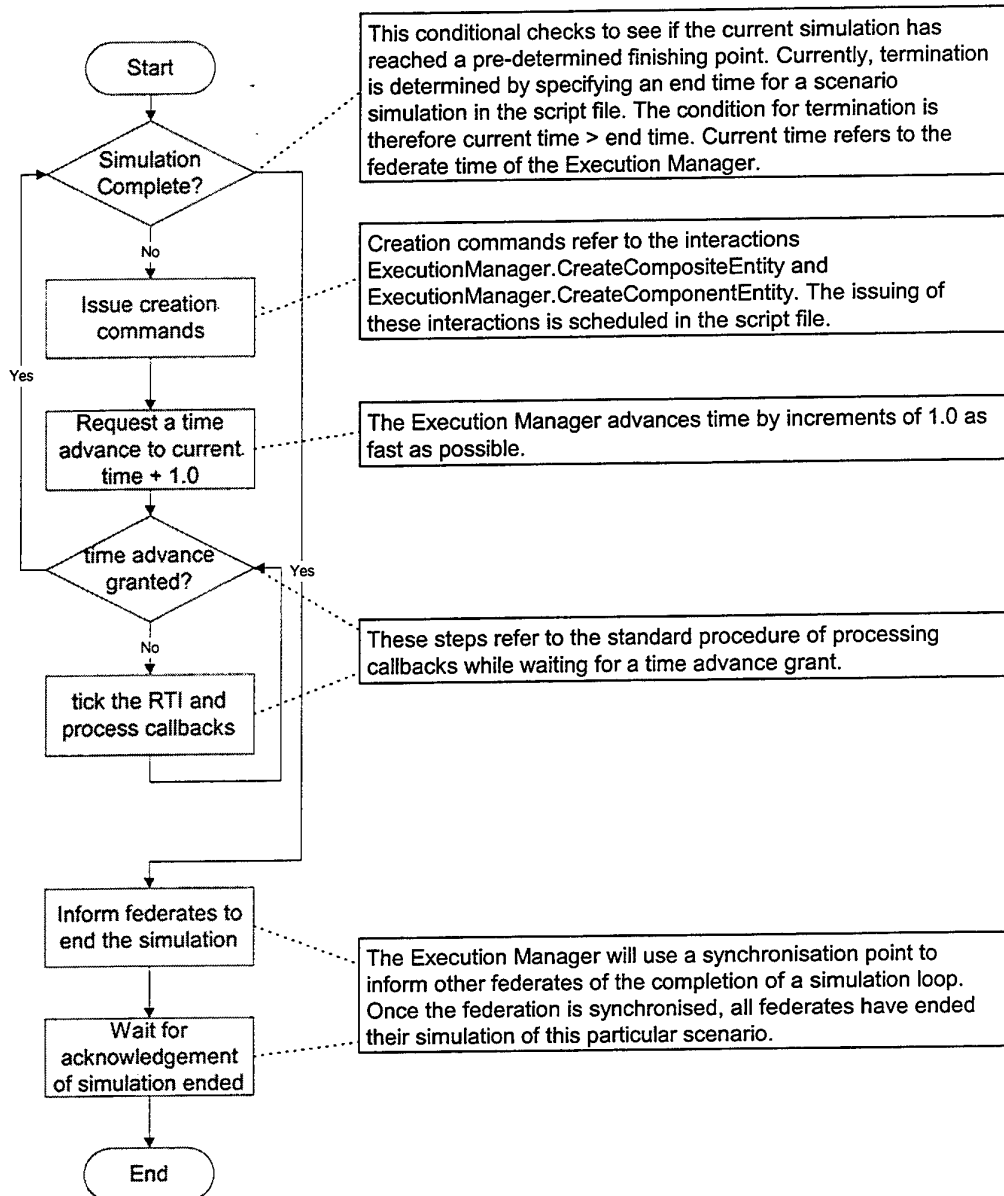 Start
This conditional checks to see if the current simulation has
reached a pre-determined finishing point. Currently, termination
is determined by specifying an end time for a scenario
simulation in the script file. The condition for termination is
therefore current time > end time. Current time refers to the
federate time of the Execution Manager.
Simulation
Complete?
No
Issue creation
commands
Creation commands refer to the interactions
ExecutionManager.CreateCompositeEntity and
ExecutionManager.CreateComponentEntity. The issuing of
these interactions is scheduled in the script file.
Yes
Request a time
advance to current
time + 1.0
The Execution Manager advances time by increments of 1.0 as
fast as possible.
time advance
granted?
Yes
No
tick the RTI and
process callbacks
These steps refer to the standard procedure of processing
callbacks while waiting for a time advance grant.
Inform federates to
end the simulation
The Execution Manager will use a synchronisation point to
inform other federates of the completion of a simulation loop.
Once the federation is synchronised, all federates have ended
their simulation of this particular scenario.
Wait for
acknowledgement
of simulation ended
End